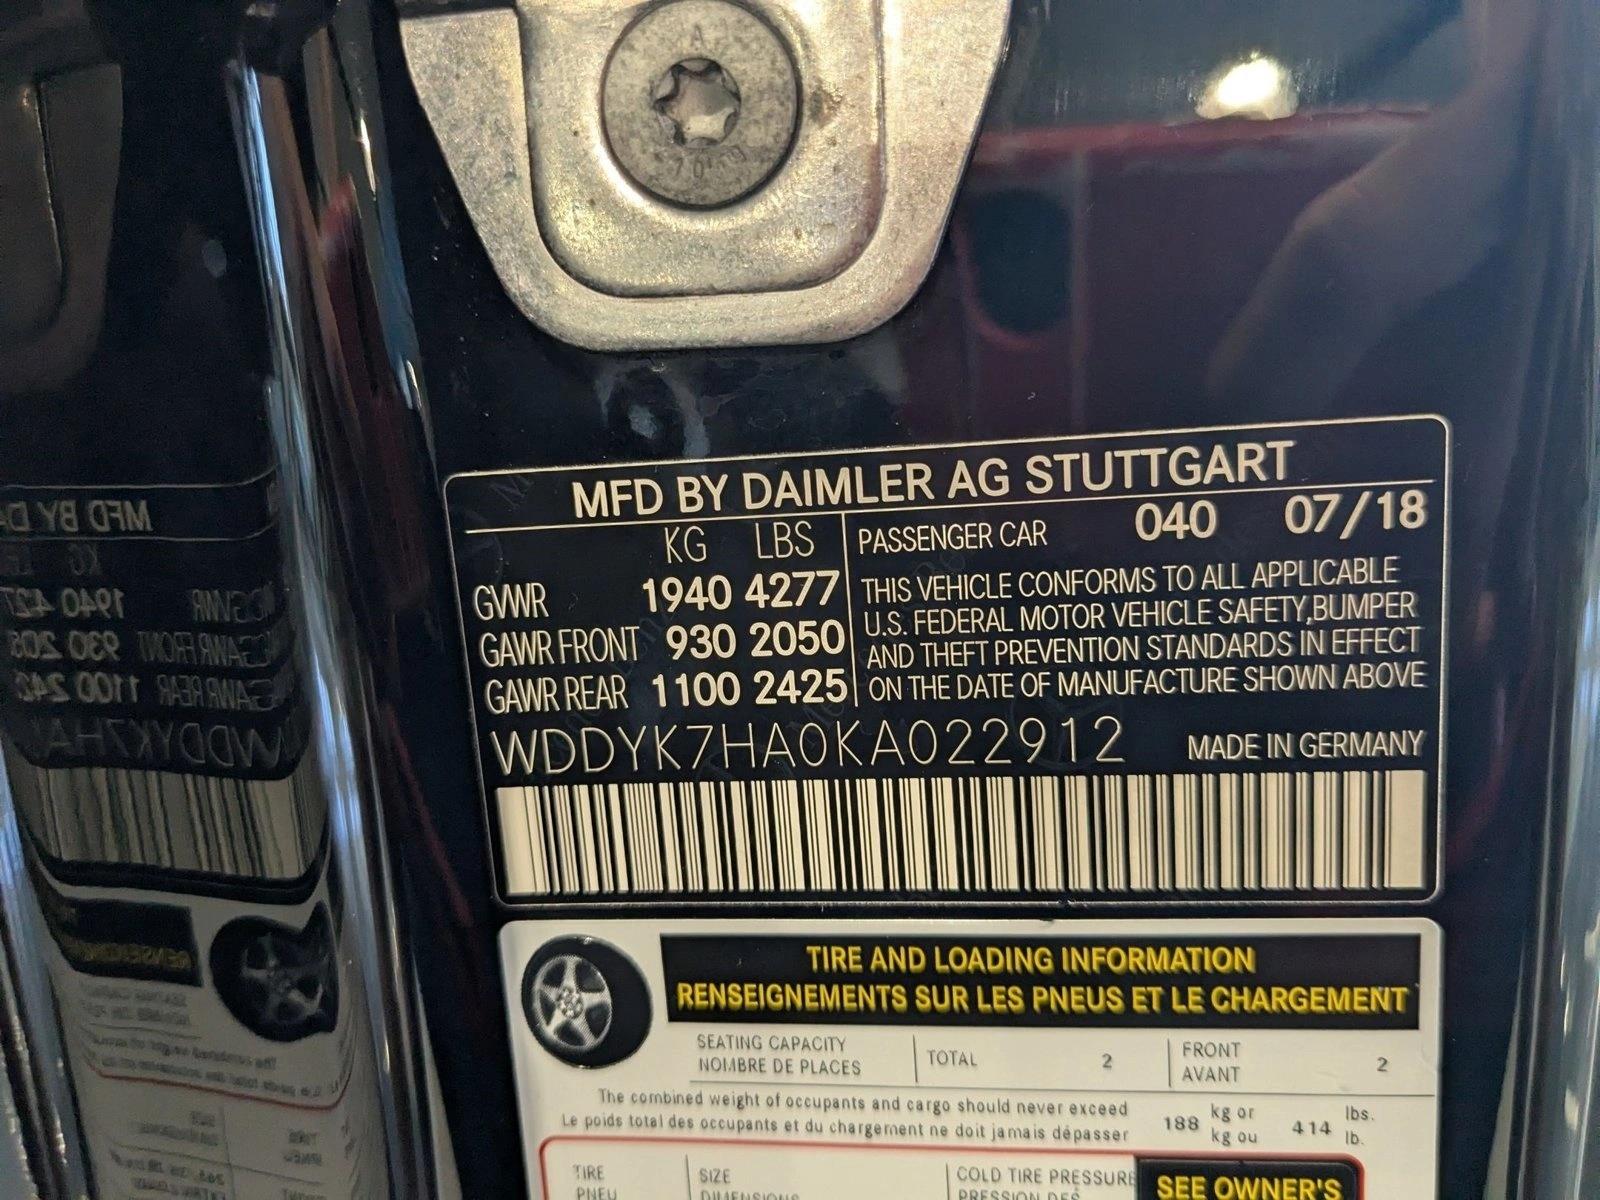 MFD BY DAIMLER AG STUTTGART
KG LBS
GVWR 1940 4277
GAWR FRONT 930 2050
GAWR REAR 1100 2425
PASSENGER CAR 040 07/18
THIS VEHICLE CONFORMS TO ALL APPLICABLE
U.S. FEDERAL MOTOR VEHICLE SAFETY,BUMPER
AND THEFT PREVENTION STANDARDS IN EFFECT
ON THE DATE OF MANUFACTURE SHOWN ABOVE
WDDYK7HA0KA022912 MADE IN GERMANY
TIRE AND LOADING INFORMATION
RENSEIGNEMENTS SUR LES PNEUS ET LE CHARGEMENT
SEATING CAPACITY
NOMBRE DE PLACES
TOTAL 2
FRONT
AVANT
2
The combined weight of occupants and cargo should never exceed
Le poids total des occupants et du chargement ne doit jamais dépasser
188 kg or
kg ou
414 lbs.
lb.
TIRE
PNEU
SIZE
DIMENSIONS
COLD TIRE PRESSURE
PRESSION DES
SEE OWNER'S